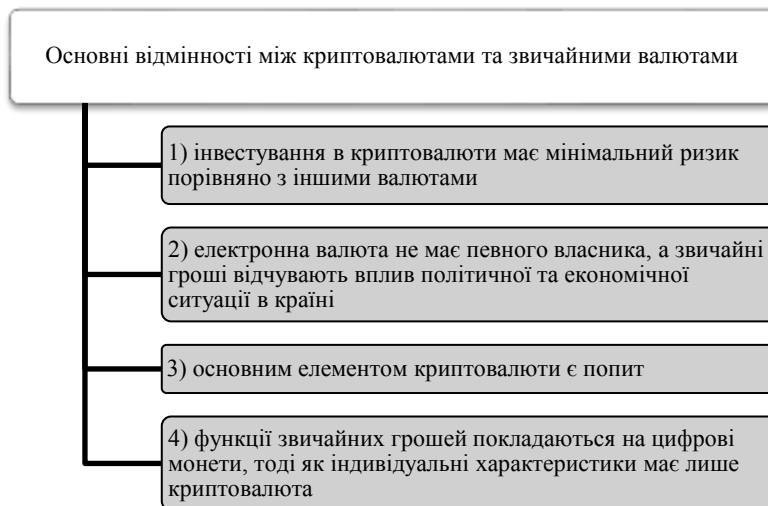 Основні відмінності між криптовалютами та звичайними валютами
1) інвестування в криптовалюти має мінімальний ризик
порівняно з іншими валютами
2) електронна валюта не має певного власника, а звичайні
гроші відчувають вплив політичної та економічної
ситуації в країні
3) основним елементом криптовалюти є попит
4) функції звичайних грошей покладаються на цифрові
монети, тоді як індивідуальні характеристики має лише
криптовалюта